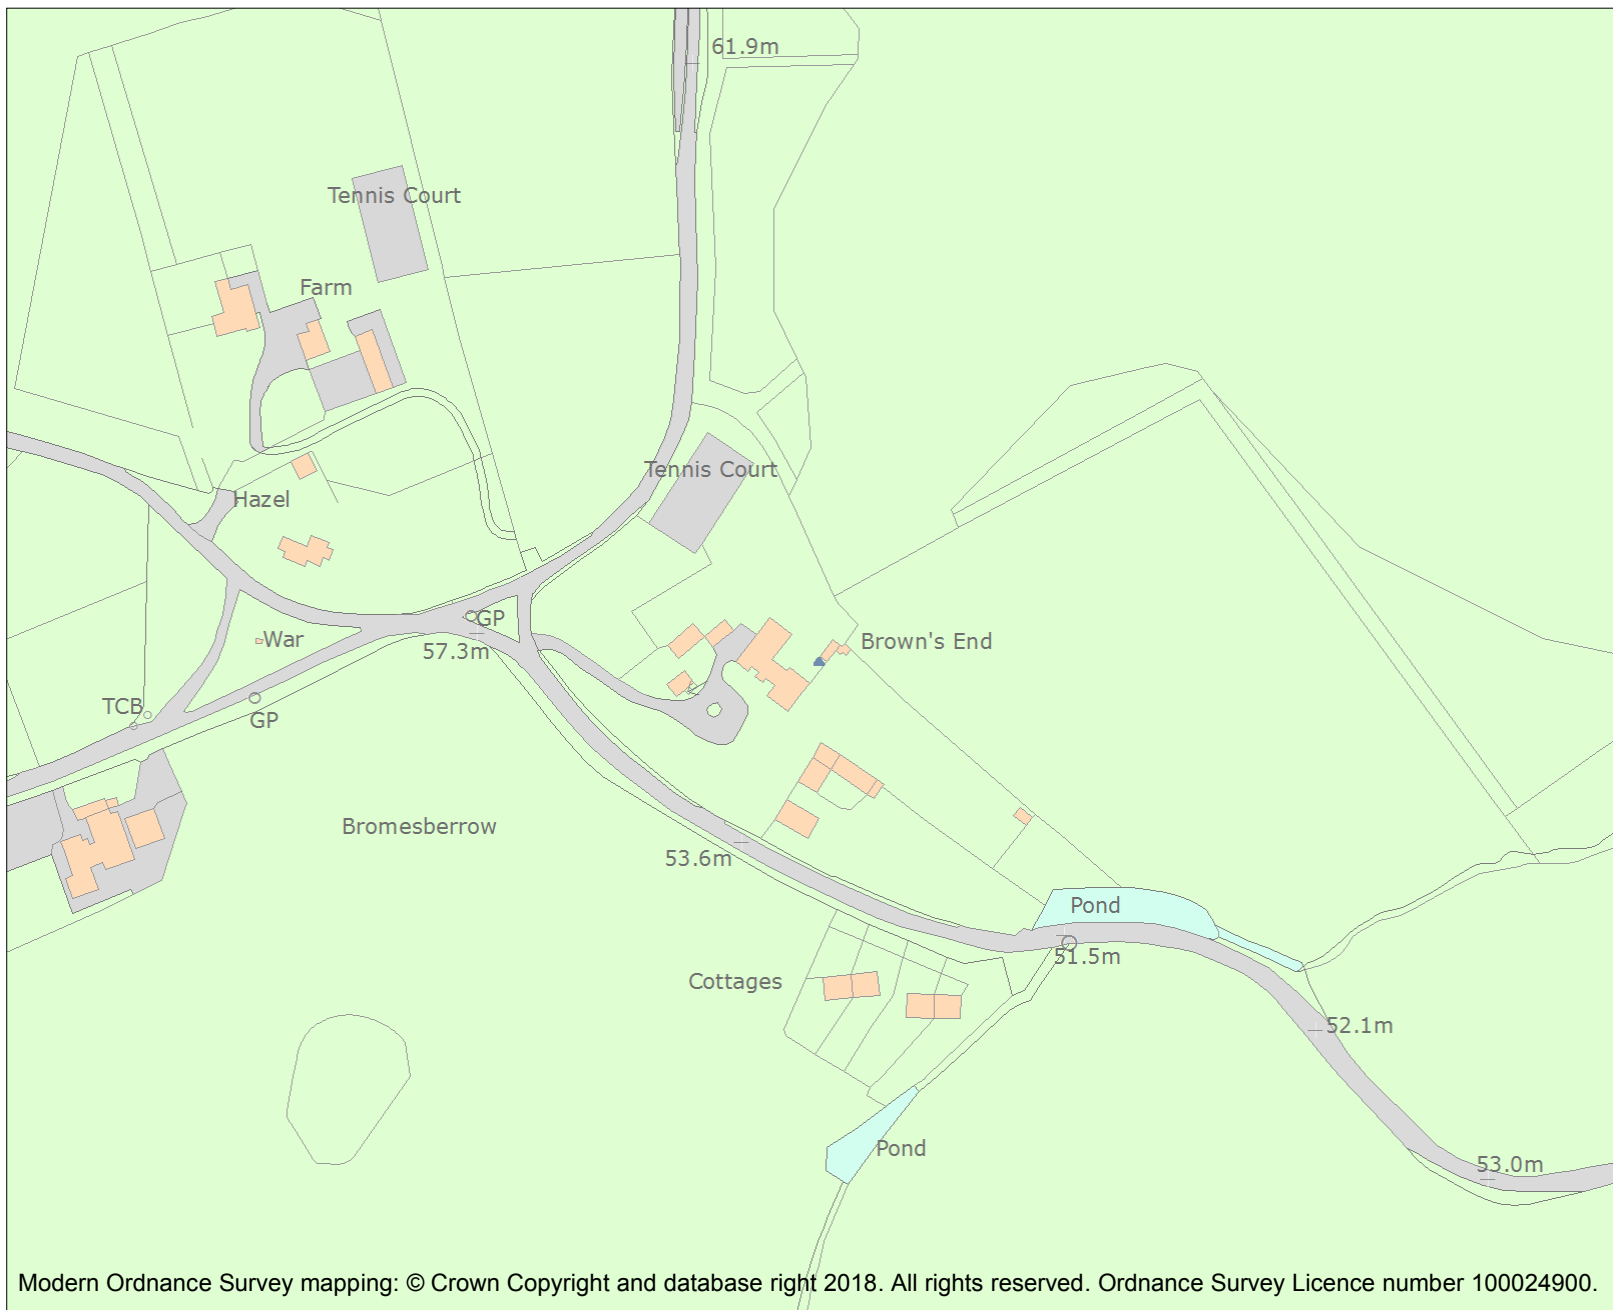 61.9m
Tennis Court
Farm
Tennis Court
Hazel
GP
War
57.3m
Brown's End
TCB
GP
Bromesberrow
53.6m
Pond
51.5m
Cottages
52.1m
Pond
53.0m
Modern Ordnance Survey mapping: © Crown Copyright and database right 2018. All rights reserved. Ordnance Survey Licence number 100024900.